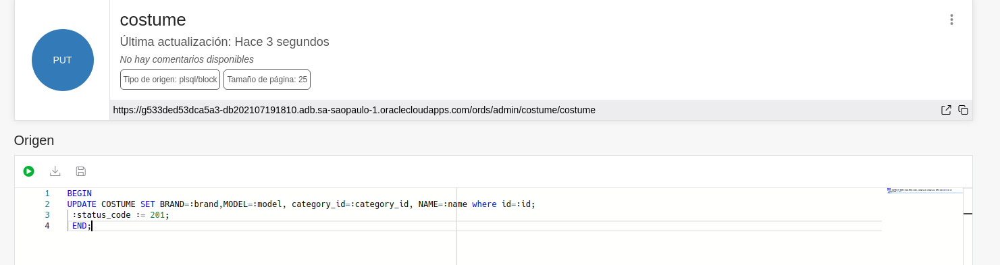 PUT
costume
Última actualización: Hace 3 segundos
No hay comentarios disponibles
Tipo de origen: plsql/block
Tamaño de página: 25
https://g533ded53dca5a3-db202107191810.adb.sa-saopaulo-1.oraclecloudapps.com/ords/admin/costume/costume
Origen
1 BEGIN
2 UPDATE COSTUME SET BRAND=:brand,MODEL=:model, category_id=:category_id, NAME=:name where id=:id;
3 :status_code := 201;
4 END;